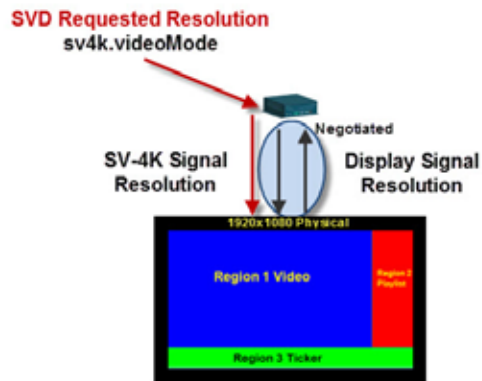 SVD Requested Resolution
sv4k.videoMode
Negotiated
SV-4K Signal
Resolution
Display Signal
Resolution
1920x1080 Physical
Region 1 Video
Region 2
Playlist
Region 3 Ticker